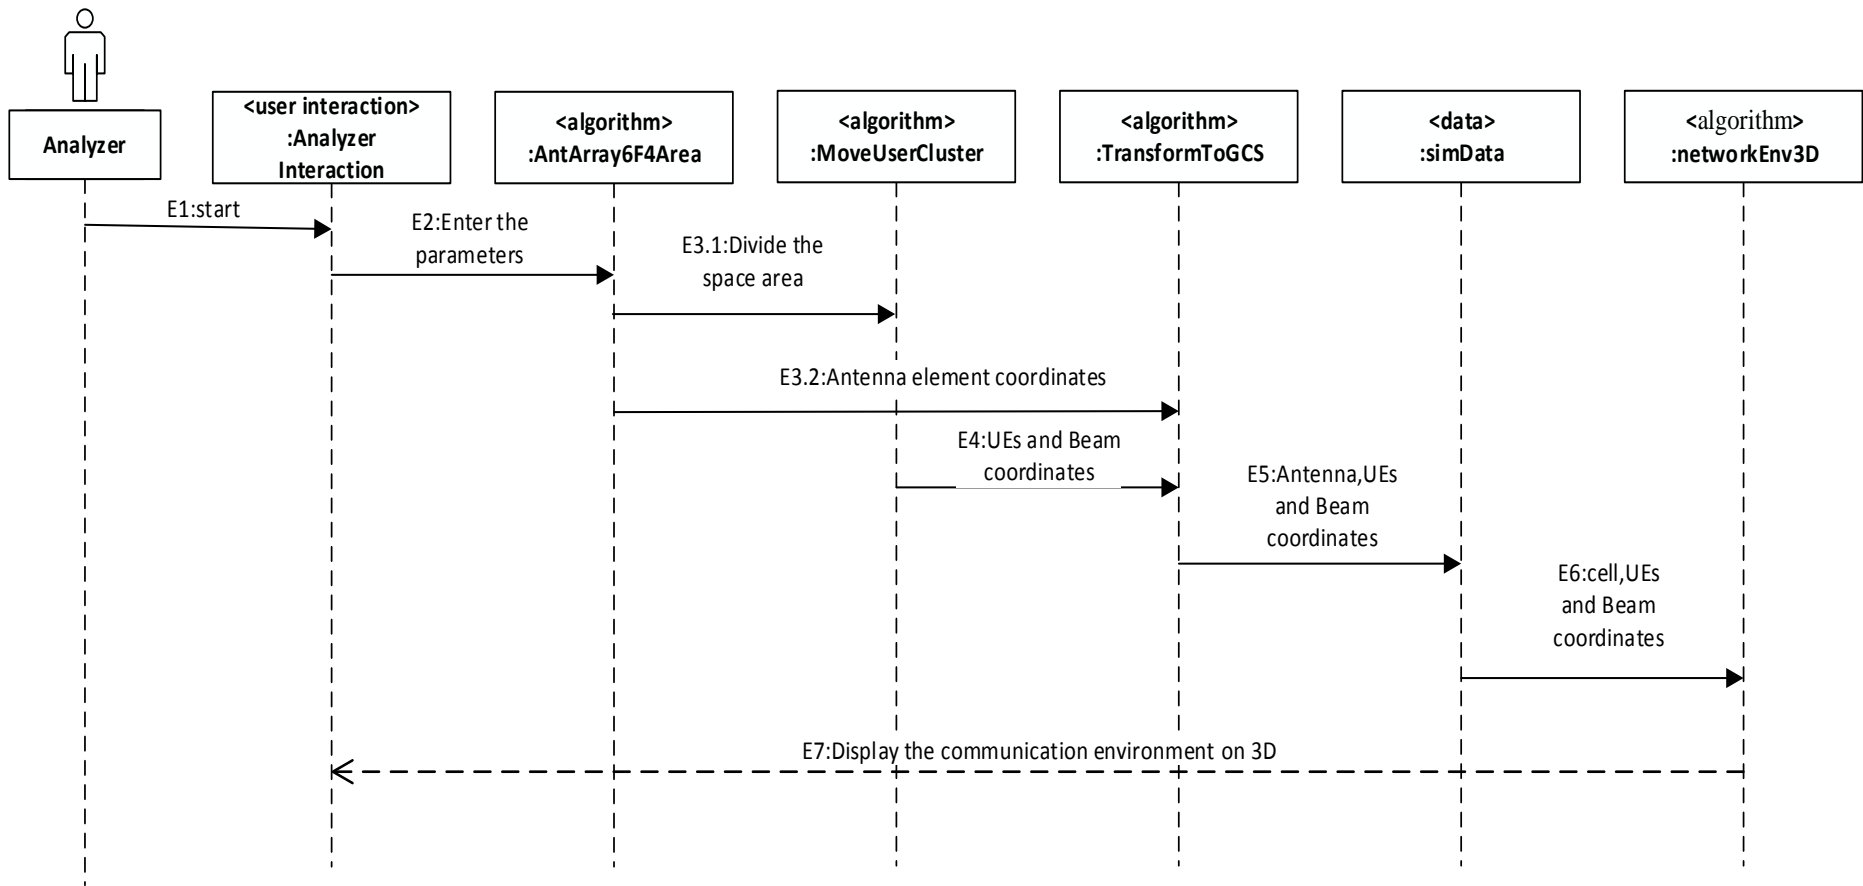 Analyzer
<user interaction>
:Analyzer
Interaction
<algorithm>
:AntArray6F4Area
<algorithm>
:MoveUserCluster
<algorithm>
:TransformToGCS
<data>
:simData
<algorithm>
:networkEnv3D
E1:start
E2:Enter the
parameters
E3.1:Divide the
space area
E3.2:Antenna element coordinates
E4:UEs and Beam
coordinates
E5:Antenna,UEs
and Beam
coordinates
E6:cell,UEs
and Beam
coordinates
E7:Display the communication environment on 3D